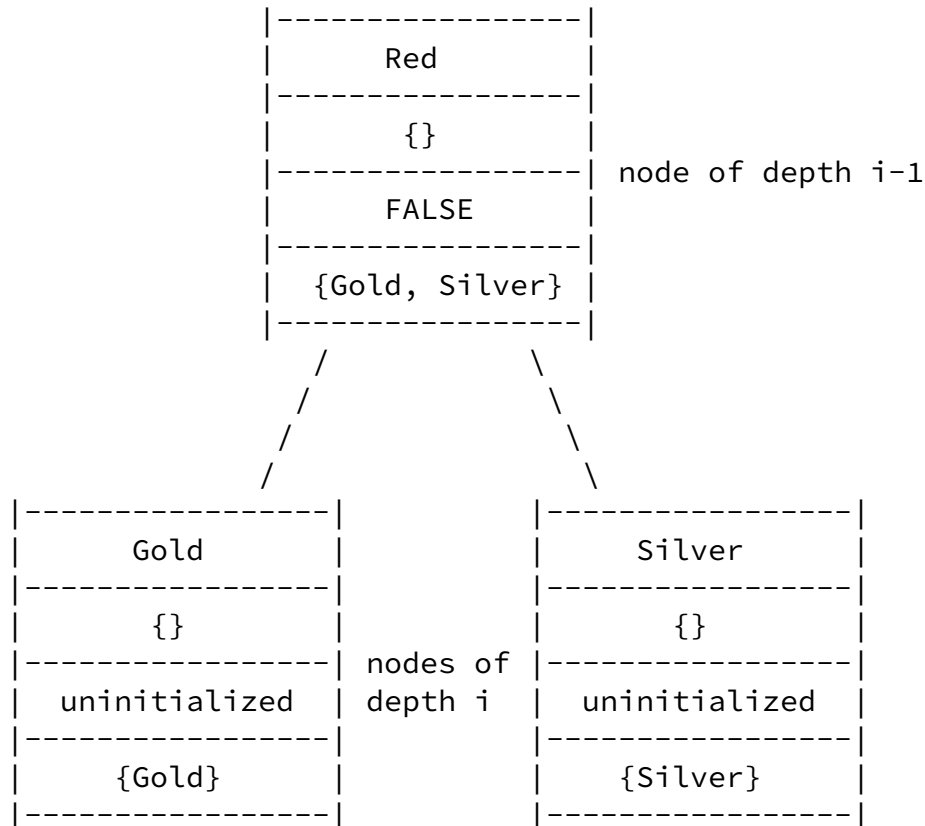 Red
{}
FALSE
{Gold, Silver}
node of depth i-1
Gold
{}
uninitialized
{Gold}
nodes of
depth i
Silver
{}
uninitialized
{Silver}